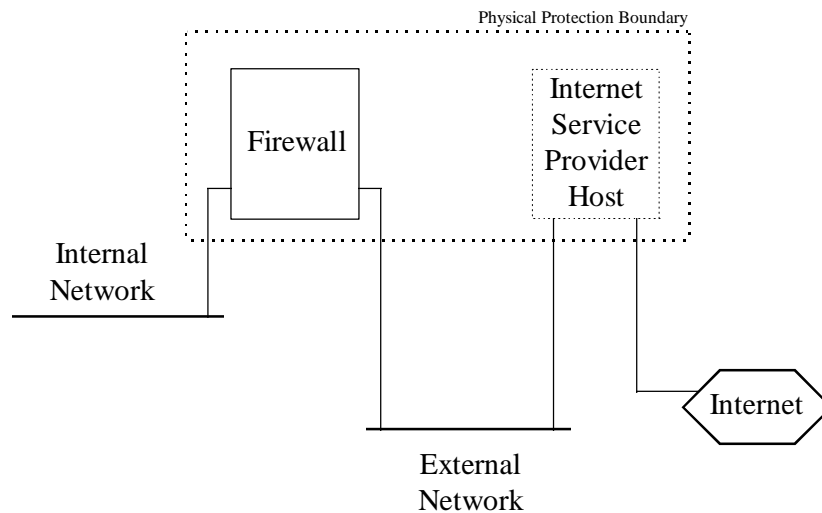 Physical Protection Boundary
Firewall
Internet
Service
Provider
Host
Internal
Network
Internet
External
Network